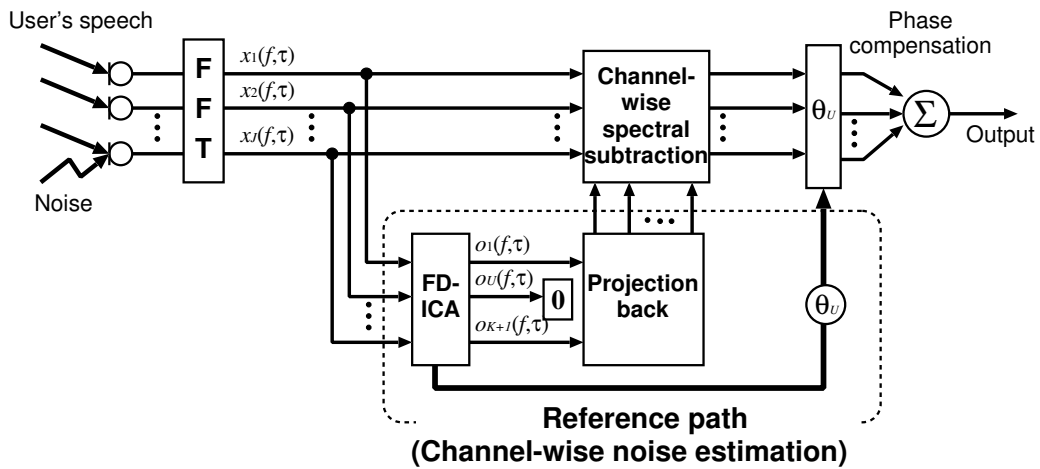 User's speech
Noise
F
F
T
x1(f,τ)
x2(f,τ)
xJ(f,τ)
Channel-
wise
spectral
subtraction
θU
Phase
compensation
Σ
Output
FD-
ICA
o1(f,τ)
oU(f,τ)
oK+1(f,τ)
0
Projection
back
θU
Reference path
(Channel-wise noise estimation)